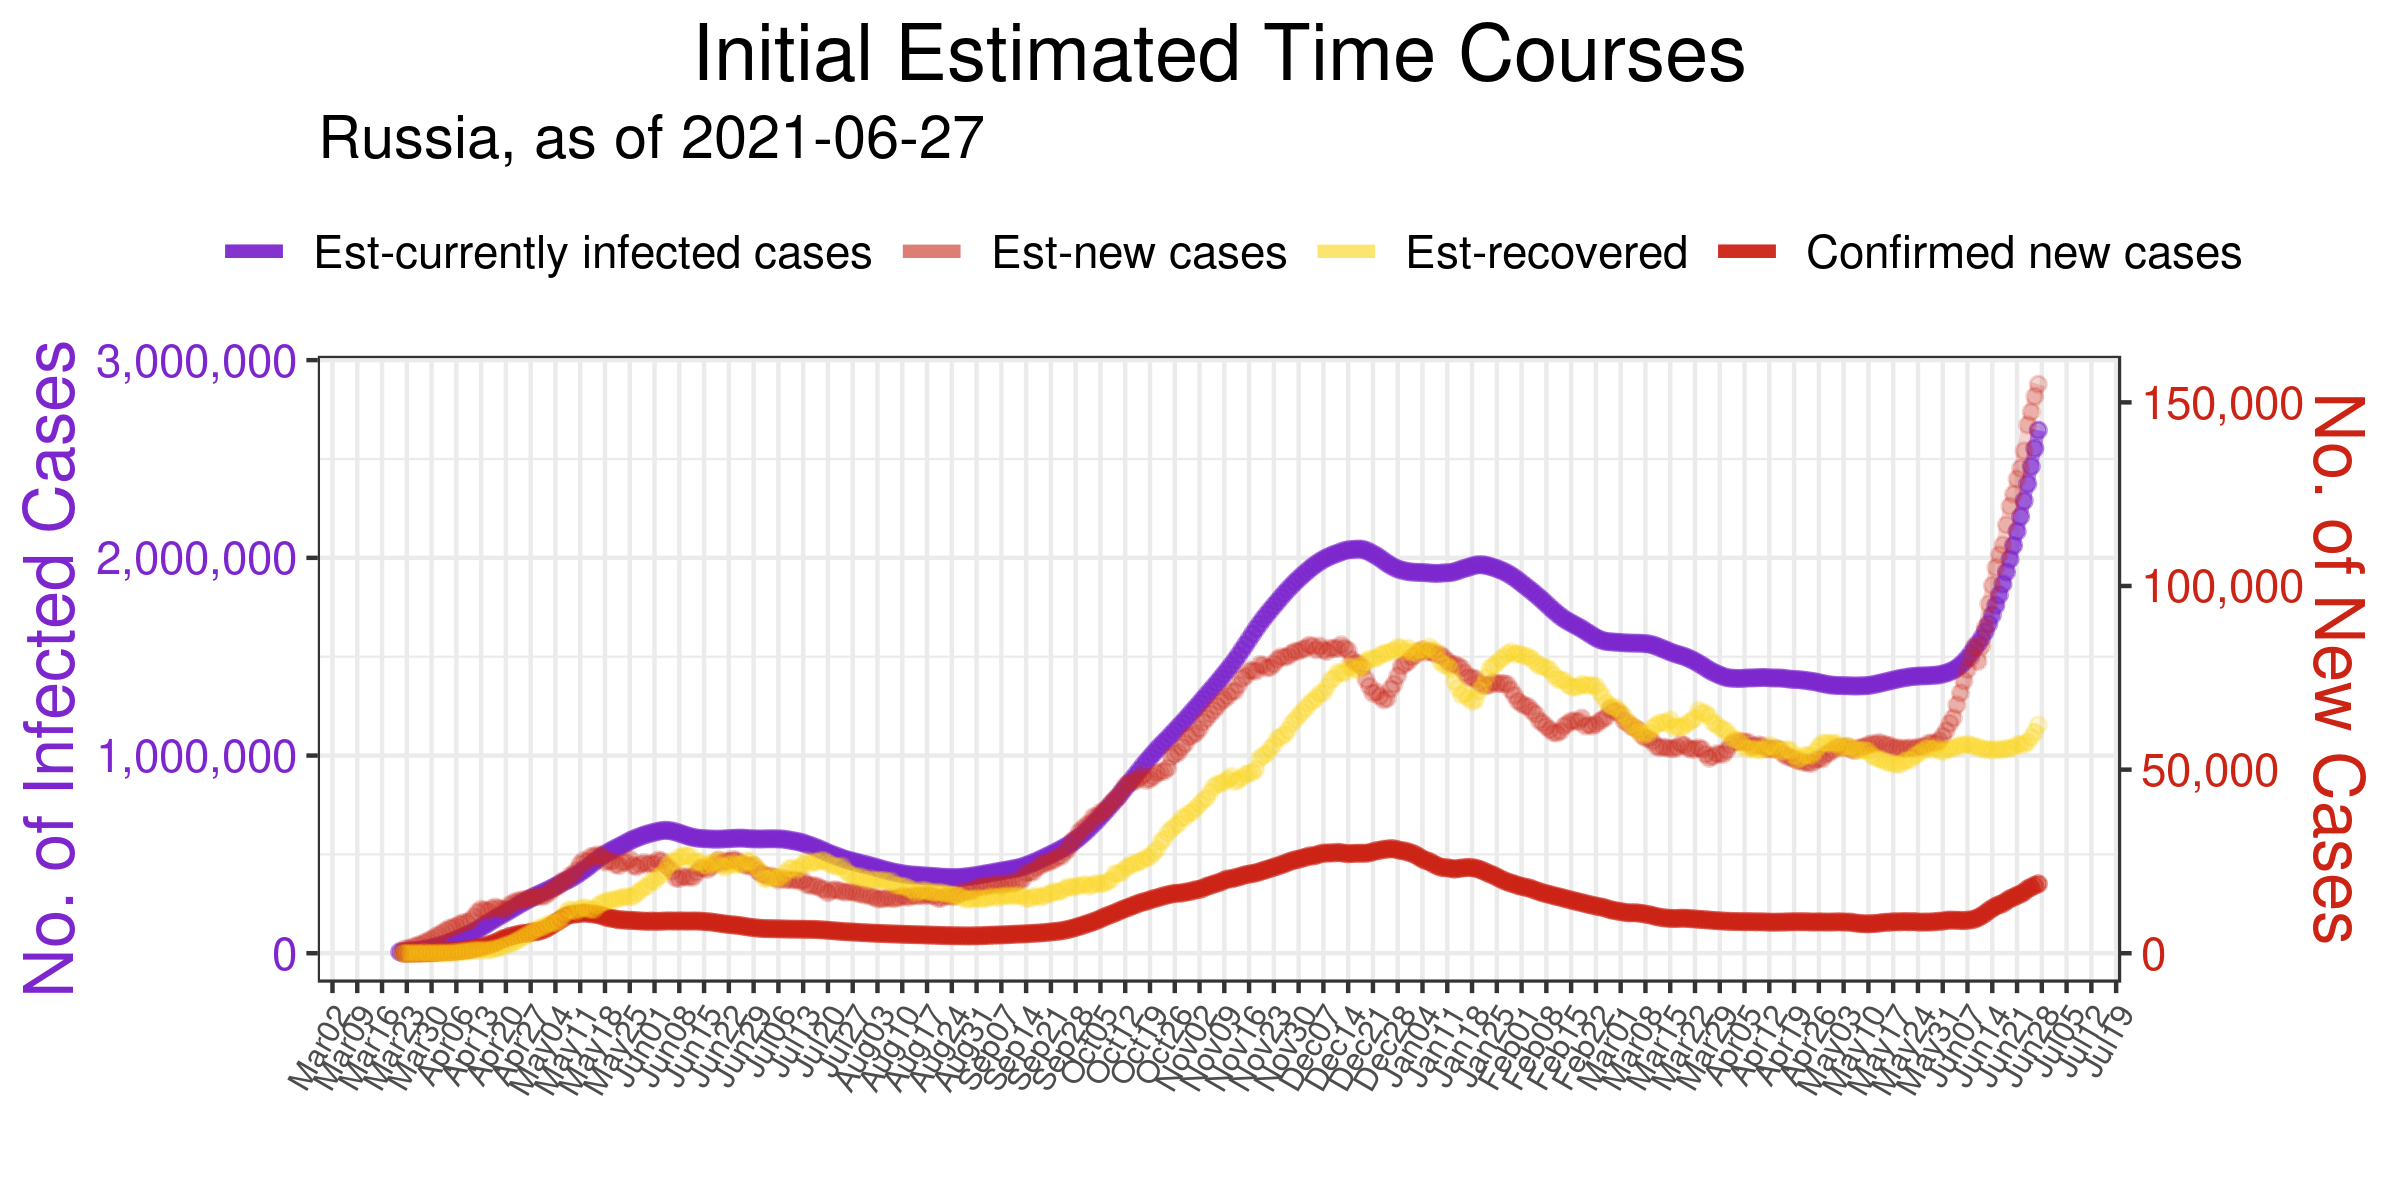 Initial Estimated Time Courses
Russia, as of 2021-06-27
Est-currently infected cases Est-new cases Est-recovered Confirmed new cases
No. of Infected Cases
3,000,000
2,000,000
1,000,000
0
150,000
100,000
50,000
0
No. of New Cases
Mar02 Mar09 Mar16 Mar23 Mar30 Apr06 Apr13 Apr20 Apr27 May04 May11 May18 May25 Jun01 Jun08 Jun15 Jun22 Jun29 Jul06 Jul13 Jul20 Jul27 Aug03 Aug10 Aug17 Aug24 Aug31 Sep07 Sep14 Sep21 Sep28 Oct05 Oct12 Oct19 Oct26 Nov02 Nov09 Nov16 Nov23 Nov30 Dec07 Dec14 Dec21 Dec28 Jan04 Jan11 Jan18 Jan25 Feb01 Feb08 Feb15 Feb22 Mar01 Mar08 Mar15 Mar22 Mar29 Apr05 Apr12 Apr19 Apr26 May03 May10 May17 May24 May31 Jun07 Jun14 Jun21 Jun28 Jul05 Jul12 Jul19